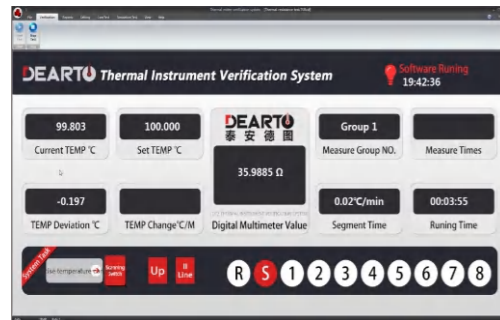 DEARTO Thermal Instrument Verification System
Software Runing
19:42:36
99.803
Current TEMP °C
100.000
Set TEMP °C
DEARTO
泰安德圖
Group 1
Measure Group NO.
Measure Times
35.9885 Ω
-0.197
TEMP Deviation °C
TEMP Change°C/M
Digital Multimeter Value
0.02°C/min
Segment Time
00:03:55
Runing Time
System Task
Up
R S 1 2 3 4 5 6 7 8